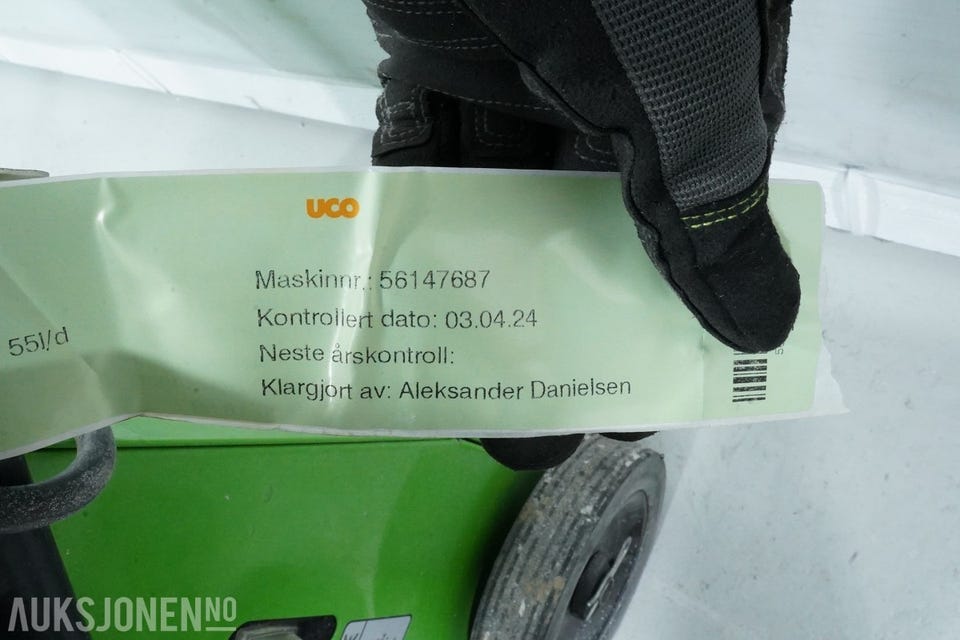 UCO
Maskinnr.: 56147687
Kontrollert dato: 03.04.24
55l/d
Neste årskontroll:
Klargjort av: Aleksander Danielsen
AUKSJONEN.NO